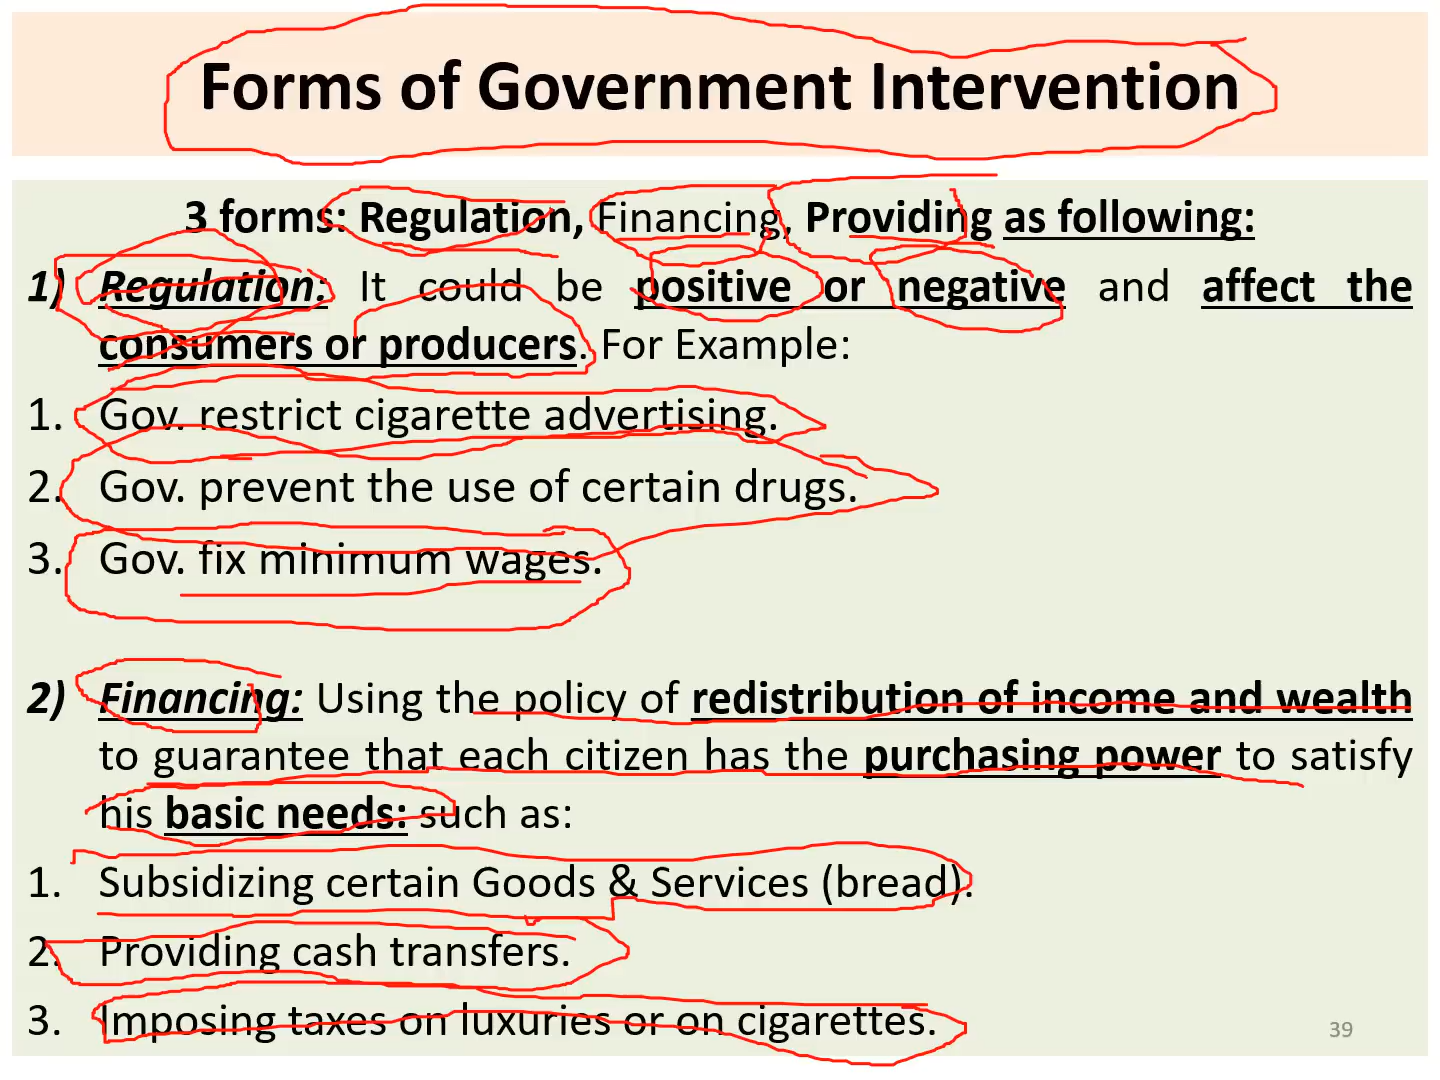 Forms of Government Intervention
3 forms: Regulation, Financing, Providing as following:
1) Regulation: It could be positive or negative and affect the
consumers or producers. For Example:
1. Gov. restrict cigarette advertising.
2. Gov. prevent the use of certain drugs.
3. Gov. fix minimum wages.
2) Financing: Using the policy of redistribution of income and wealth
to guarantee that each citizen has the purchasing power to satisfy
his basic needs: such as:
1. Subsidizing certain Goods & Services (bread).
2. Providing cash transfers.
3. Imposing taxes on luxuries or on cigarettes.
39